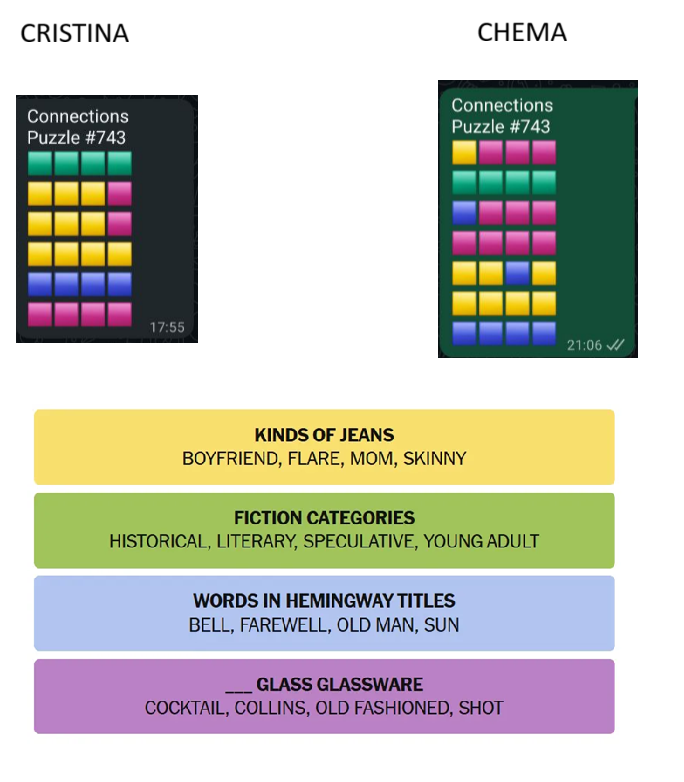 CRISTINA
CHEMA
Connections
Puzzle #743
17:55
Connections
Puzzle #743
21:06
KINDS OF JEANS
BOYFRIEND, FLARE, MOM, SKINNY
FICTION CATEGORIES
HISTORICAL, LITERARY, SPECULATIVE, YOUNG ADULT
WORDS IN HEMINGWAY TITLES
BELL, FAREWELL, OLD MAN, SUN
___ GLASS GLASSWARE
COCKTAIL, COLLINS, OLD FASHIONED, SHOT